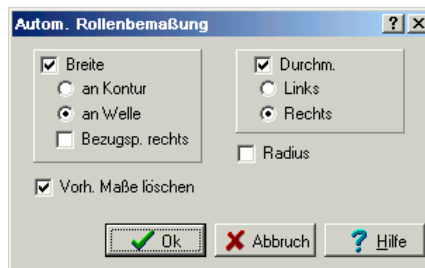 Autom. Rollenbemaßung
Breite
an Kontur
an Welle
Bezugsp. rechts
Durchm.
Links
Rechts
Radius
Vorh. Maße löschen
Ok
Abbruch
Hilfe